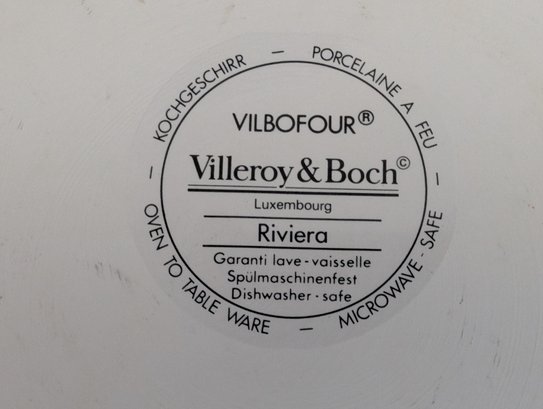 KOCHGESCHIRR — PORCELAINE A FEU — MICROWAVE - SAFE — OVEN TO TABLE WARE —
VILBOFOUR®
Villeroy & Boch©
Luxembourg
Riviera
Garanti lave - vaisselle
Spülmaschinenfest
Dishwasher - safe